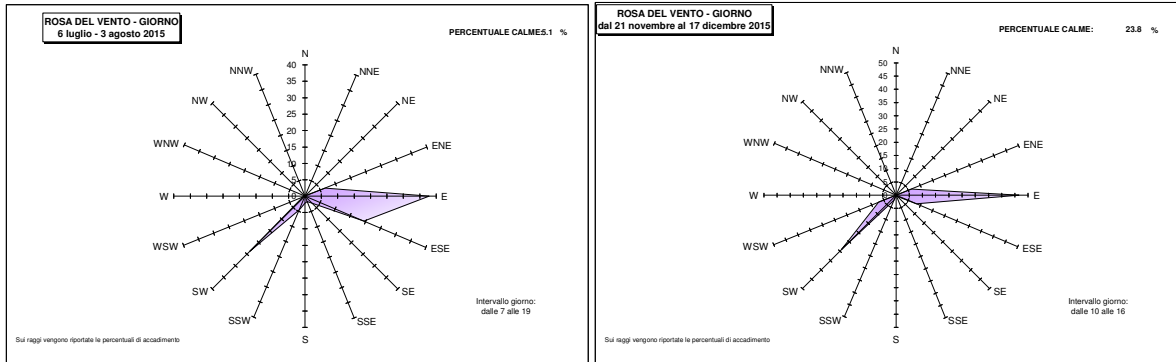 ROSA DEL VENTO - GIORNO
6 luglio - 3 agosto 2015
PERCENTUALE CALME:5.1 %
N
NNE
NE
ENE
E
ESE
SE
SSE
S
SSW
SW
WSW
W
WNW
NW
NNW
40
35
30
25
20
15
10
5
0
Intervallo giorno:
dalle 7 alle 19
Sui raggi vengono riportate le percentuali di accadimento
ROSA DEL VENTO - GIORNO
dal 21 novembre al 17 dicembre 2015
PERCENTUALE CALME: 23.8 %
N
NNE
NE
ENE
E
ESE
SE
SSE
S
SSW
SW
WSW
W
WNW
NW
NNW
50
45
40
35
30
25
20
15
10
5
0
Intervallo giorno:
dalle 10 alle 16
Sui raggi vengono riportate le percentuali di accadimento